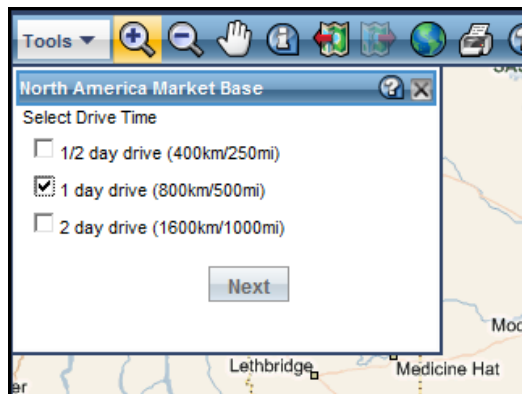 Tools
North America Market Base
Select Drive Time
1/2 day drive (400km/250mi)
1 day drive (800km/500mi)
2 day drive (1600km/1000mi)
Next
Lethbridge
Medicine Hat